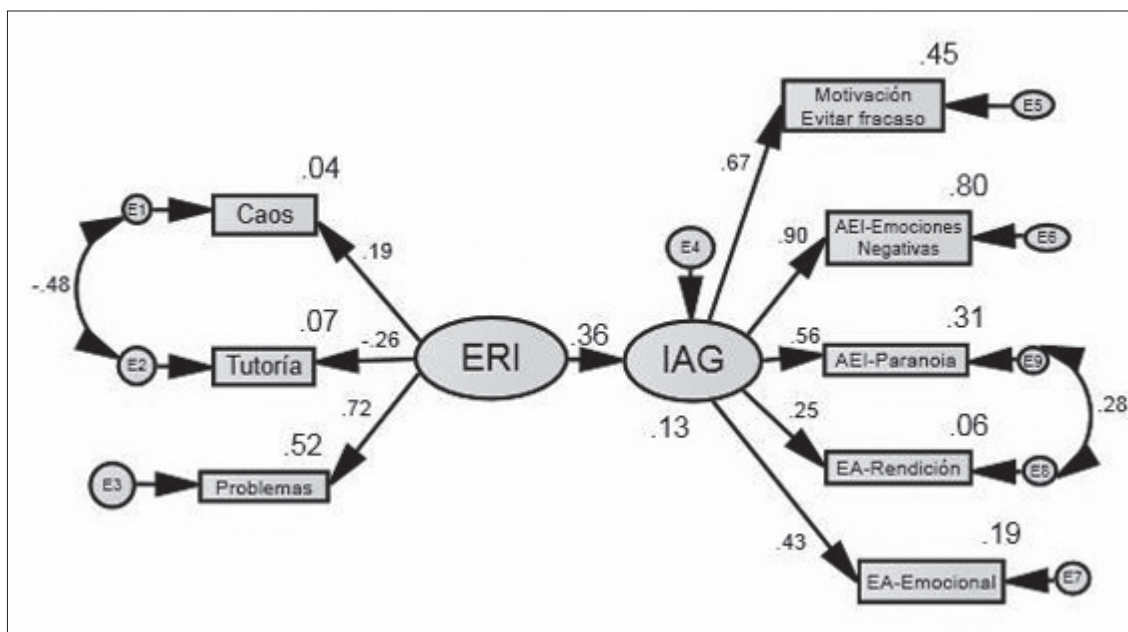 .45
Motivación
Evitar fracaso
E5
.67
.04
E1
Caos
.80
AEI-Emociones
Negativas
E6
.90
E4
.19
-.48
.07
E2
Tutoría
-.26
ERI
.36
IAG
.56
.31
AEI-Paranoia
E9
.28
.72
.13
.25
.06
EA-Rendición
E8
.52
E3
Problemas
.43
.19
EA-Emocional
E7